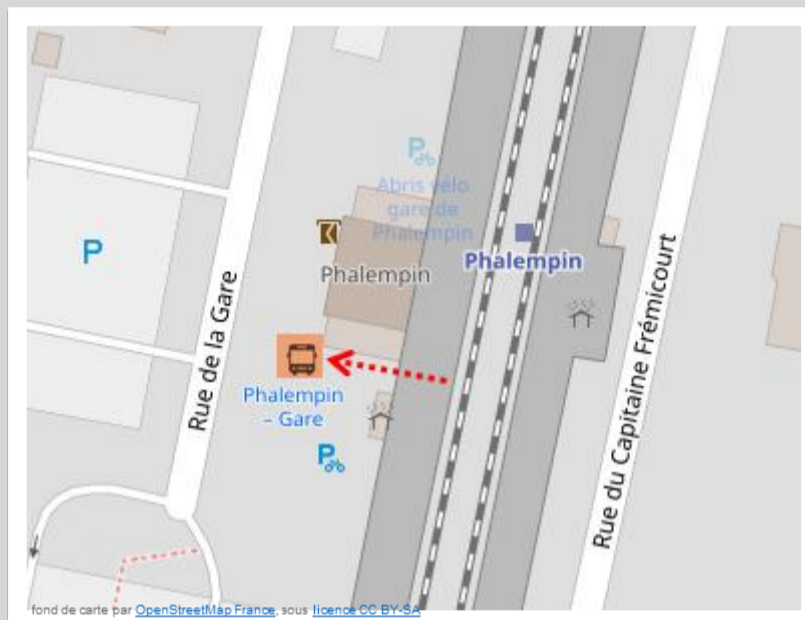 P
Abris vélo
gare de
Phalempin
Phalempin
Phalempin
P
Rue de la Gare
Rue du Capitaine Frémicourt
Phalempin
– Gare
P
fond de carte par OpenStreetMap France, sous licence CC BY-SA